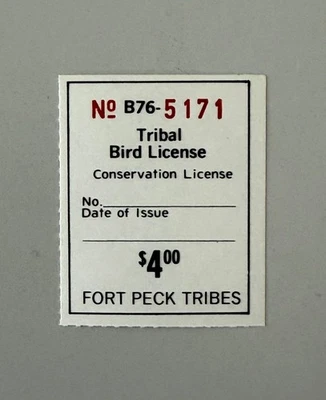 Nº B76-5171
Tribal
Bird License
Conservation License
No.
Date of Issue
$4.00
FORT PECK TRIBES